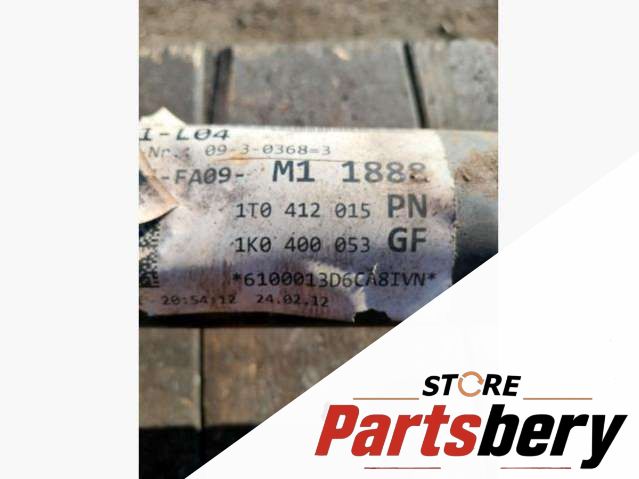 I-L04
Nr. 09-3-0368=3
-FA09- M1 1888
1T0 412 015 PN
1K0 400 053 GF
*6100013D6CA8IVN*
20:54:12 24.02.12
STORE
Partsbery